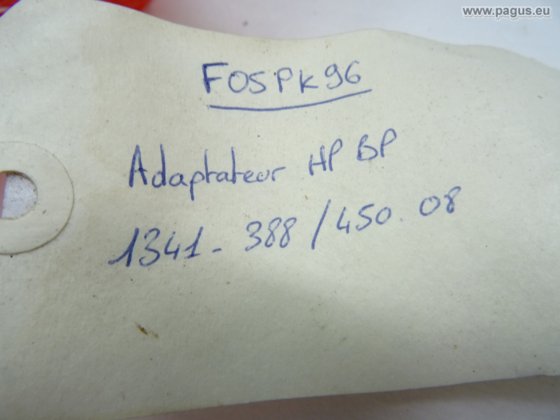 www.pagus.eu
FOSPK96
Adaptateur HP BP
1341-388/450.08